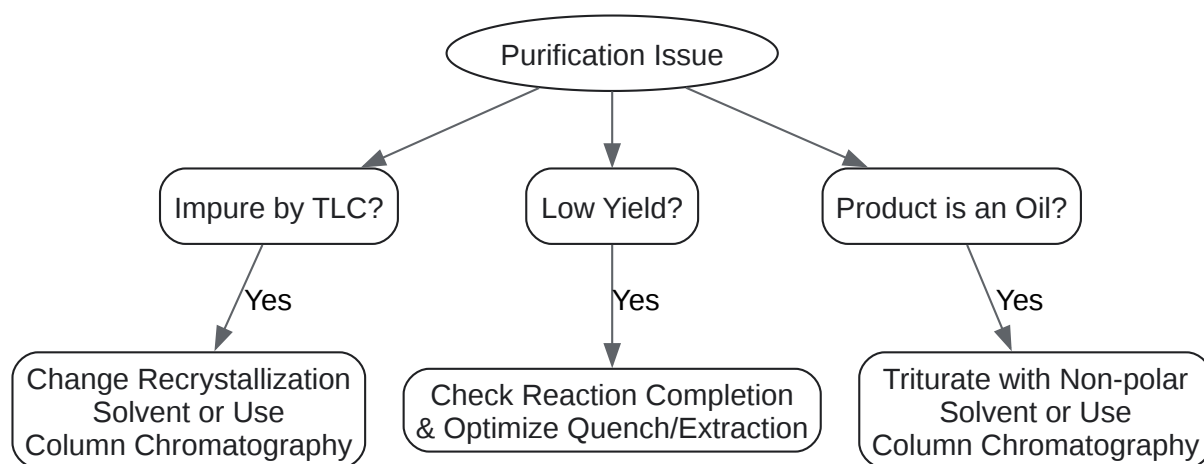 Purification Issue
Impure by TLC?
Low Yield?
Product is an Oil?
Yes
Yes
Yes
Change Recrystallization
Solvent or Use
Column Chromatography
Check Reaction Completion
& Optimize Quench/Extraction
Triturate with Non-polar
Solvent or Use
Column Chromatography